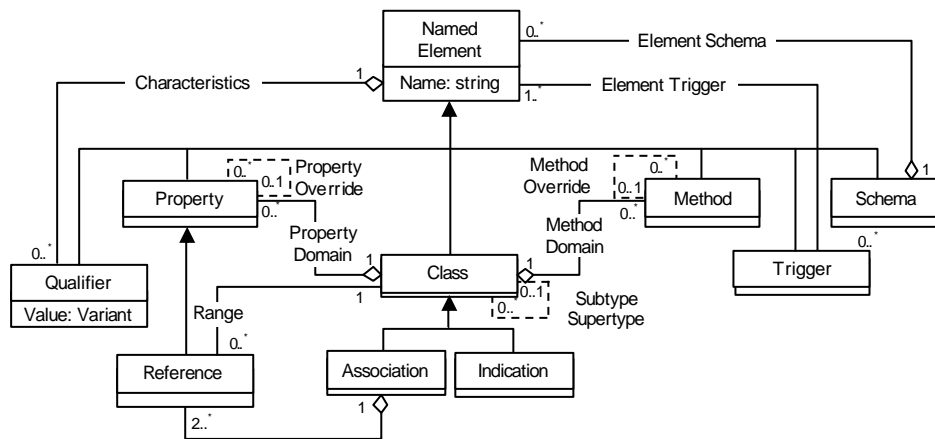 Named
Element
Name: string
0..*
Element Schema
1
Characteristics
1..*
Element Trigger
0..*
0..1
Property
Override
Method
Override
0..*
0..1
1
Property
0..*
Method
0..*
Schema
Property
Domain
Method
Domain
0..*
1
Class
1
0..*
Qualifier
Value: Variant
Trigger
0..1
0..*
Subtype
Supertype
1
Range
0..*
Reference
Association
Indication
2..*
1